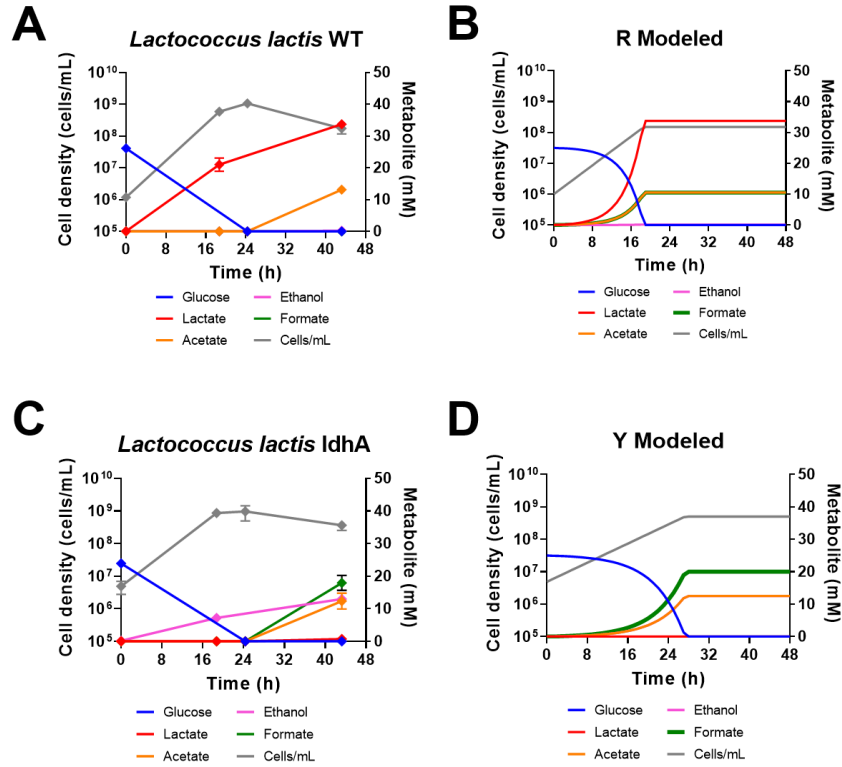 A
Lactococcus lactis WT
Cell density (cells/mL)
10^10
10^9
10^8
10^7
10^6
10^5
50
40
30
20
10
0
Metabolite (mM)
0 8 16 24 32 40 48
Time (h)
Glucose Ethanol
Lactate Formate
Acetate Cells/mL
B
R Modeled
Cell density (cells/mL)
10^10
10^9
10^8
10^7
10^6
10^5
50
40
30
20
10
0
Metabolite (mM)
0 8 16 24 32 40 48
Time (h)
Glucose Ethanol
Lactate Formate
Acetate Cells/mL
C
Lactococcus lactis ldhA
Cell density (cells/mL)
10^10
10^9
10^8
10^7
10^6
10^5
50
40
30
20
10
0
Metabolite (mM)
0 8 16 24 32 40 48
Time (h)
Glucose Ethanol
Lactate Formate
Acetate Cells/mL
D
Y Modeled
Cell density (cells/mL)
10^10
10^9
10^8
10^7
10^6
10^5
50
40
30
20
10
0
Metabolite (mM)
0 8 16 24 32 40 48
Time (h)
Glucose Ethanol
Lactate Formate
Acetate Cells/mL